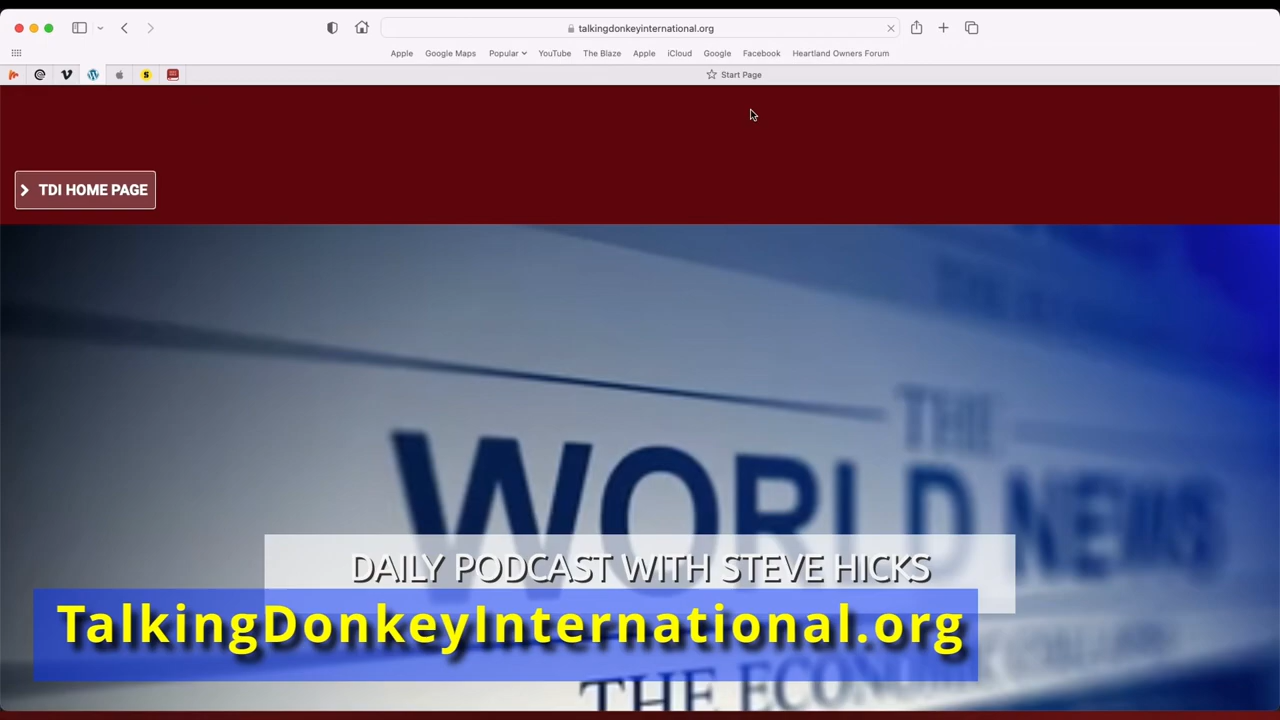 talkingdonkeyinternational.org
Apple Google Maps Popular YouTube The Blaze Apple iCloud Google Facebook Heartland Owners Forum
Start Page
TDI HOME PAGE
THE
WORLD NEWS
DAILY PODCAST WITH STEVE HICKS
TalkingDonkeyInternational.org
THE ECONOMIC